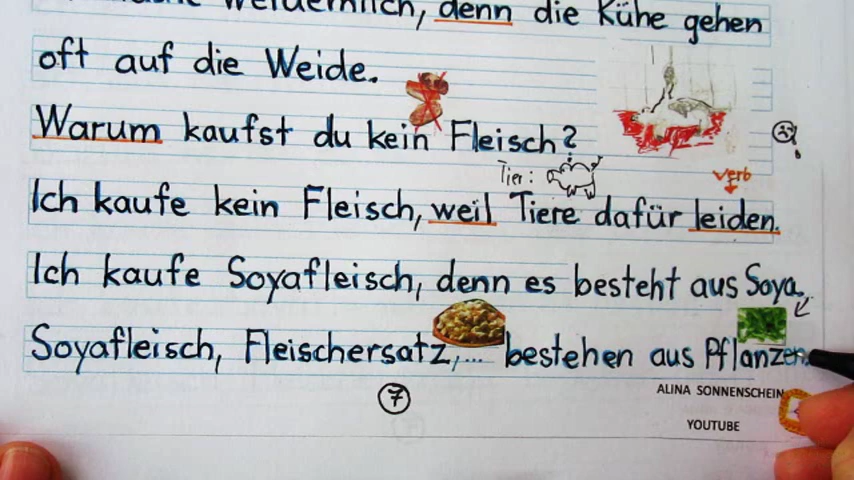 denn die Kühe gehen
oft auf die Weide.
Warum kaufst du kein Fleisch?
Tier:
verb
Ich kaufe kein Fleisch, weil Tiere dafür leiden.
Ich kaufe Soyafleisch, denn es besteht aus Soya.
Soyafleisch, Fleischersatz,... bestehen aus Pflanzen.
ALINA SONNENSCHEIN
7
YOUTUBE